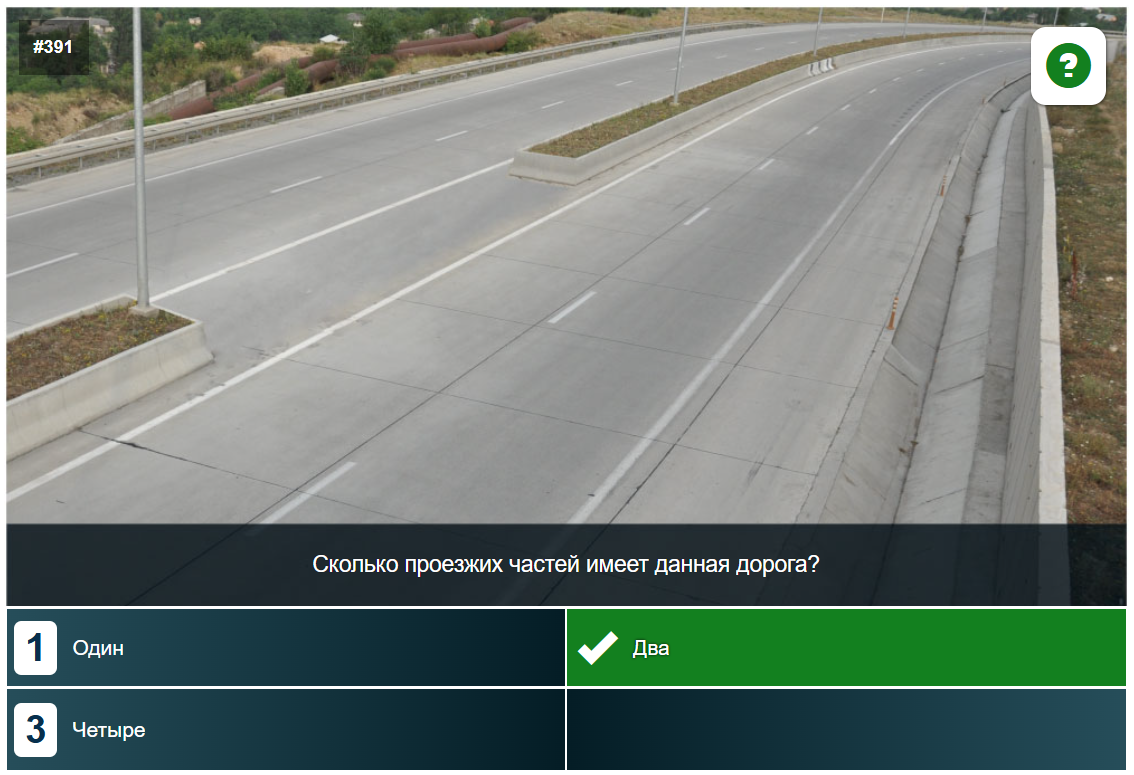 #391
?
Сколько проезжих частей имеет данная дорога?
1 Один
Два
3 Четыре